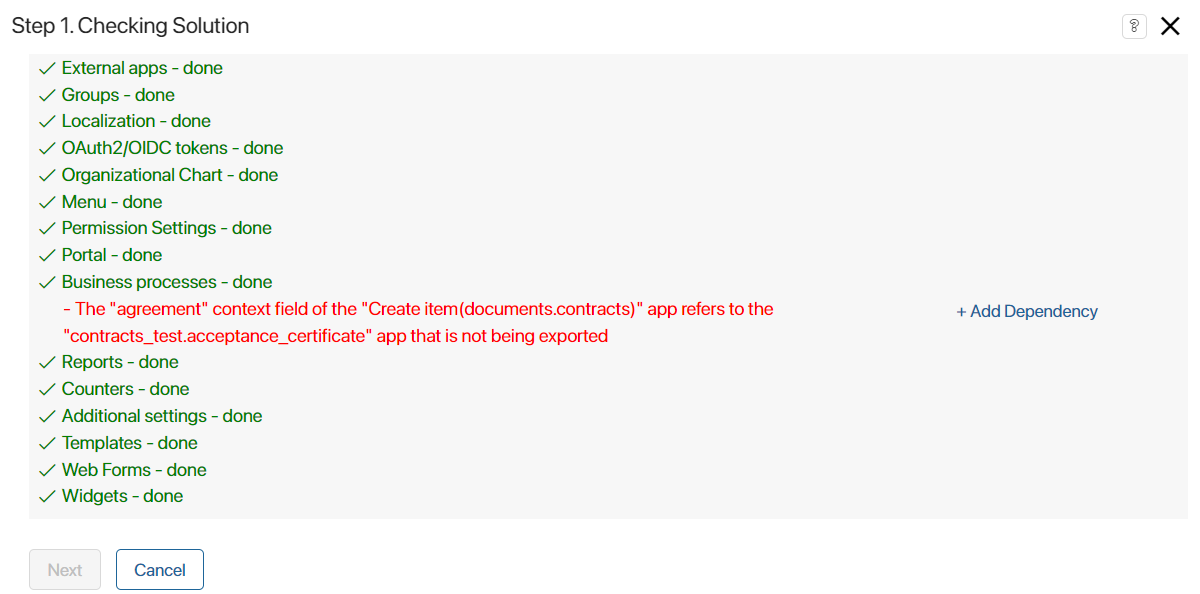 Step 1. Checking Solution
?
External apps - done
Groups - done
Localization - done
OAuth2/OIDC tokens - done
Organizational Chart - done
Menu - done
Permission Settings - done
Portal - done
Business processes - done
- The "agreement" context field of the "Create item(documents.contracts)" app refers to the
"contracts_test.acceptance_certificate" app that is not being exported
+ Add Dependency
Reports - done
Counters - done
Additional settings - done
Templates - done
Web Forms - done
Widgets - done
Next
Cancel